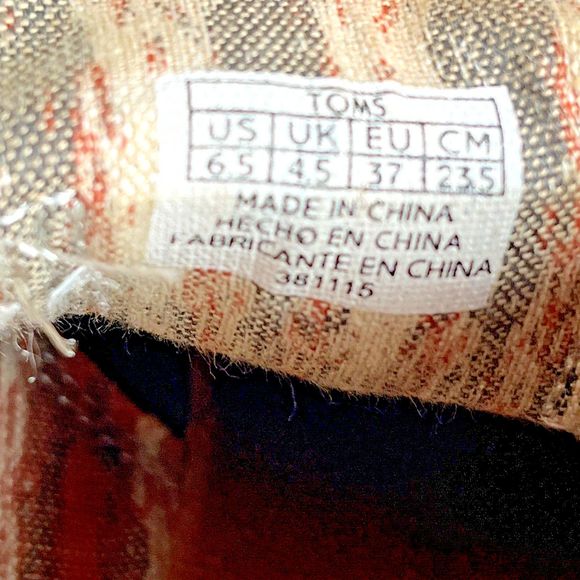 TOMS
US UK EU CM
6.5 4.5 37 23.5
MADE IN CHINA
HECHO EN CHINA
FABRICANTE EN CHINA
381115